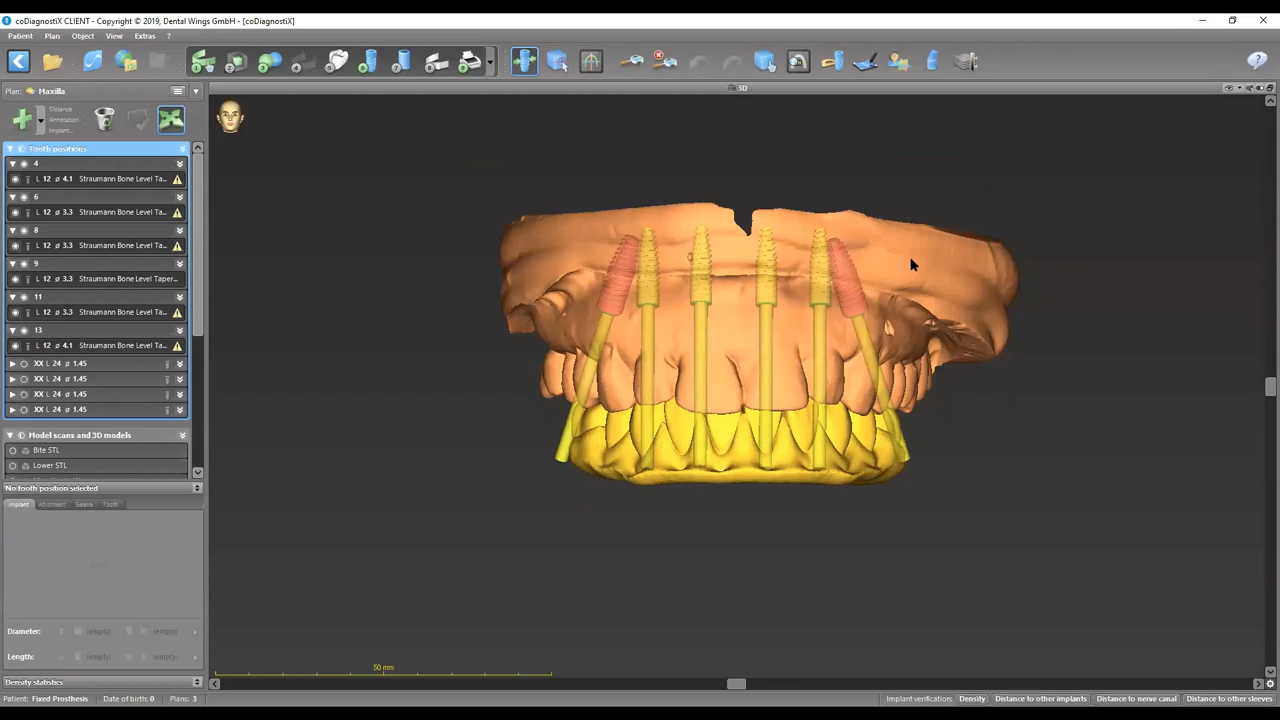 coDiagnostiX CLIENT - Copyright © 2019, Dental Wings GmbH - [coDiagnostiX]
Patient Plan Object View Extras ?
Plan: Maxilla
3D
Distance
Annotation
Implant...
Tooth positions
4
L 12 ø 4.1 Straumann Bone Level Ta...
6
L 12 ø 3.3 Straumann Bone Level Ta...
8
L 12 ø 3.3 Straumann Bone Level Ta...
9
L 12 ø 3.3 Straumann Bone Level Taper...
11
L 12 ø 3.3 Straumann Bone Level Ta...
13
L 12 ø 4.1 Straumann Bone Level Ta...
XX L 24 ø 1.45
XX L 24 ø 1.45
XX L 24 ø 1.45
XX L 24 ø 1.45
Model scans and 3D models
Bite STL
Lower STL
No tooth position selected
Implant Abutment Sleeve Tooth
Diameter: (empty) (empty)
Length: (empty) (empty)
50 mm
Density statistics
Patient: Fixed Prosthesis Date of birth: 0 Plans: 3 Implant verification: Density Distance to other implants Distance to nerve canal Distance to other sleeves